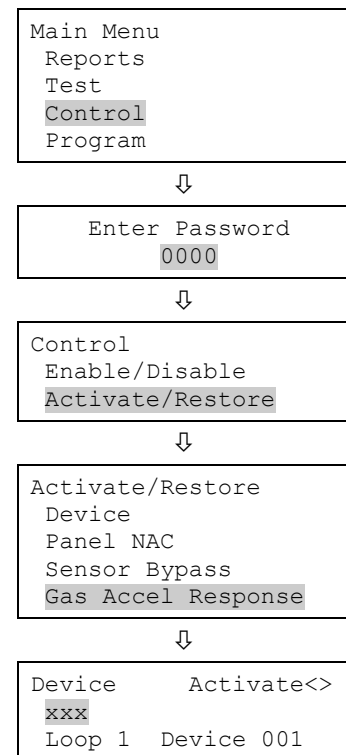 Main Menu
Reports
Test
Control
Program
⇩
Enter Password
0000
⇩
Control
Enable/Disable
Activate/Restore
⇩
Activate/Restore
Device
Panel NAC
Sensor Bypass
Gas Accel Response
⇩
Device Activate<>
xxx
Loop 1 Device 001